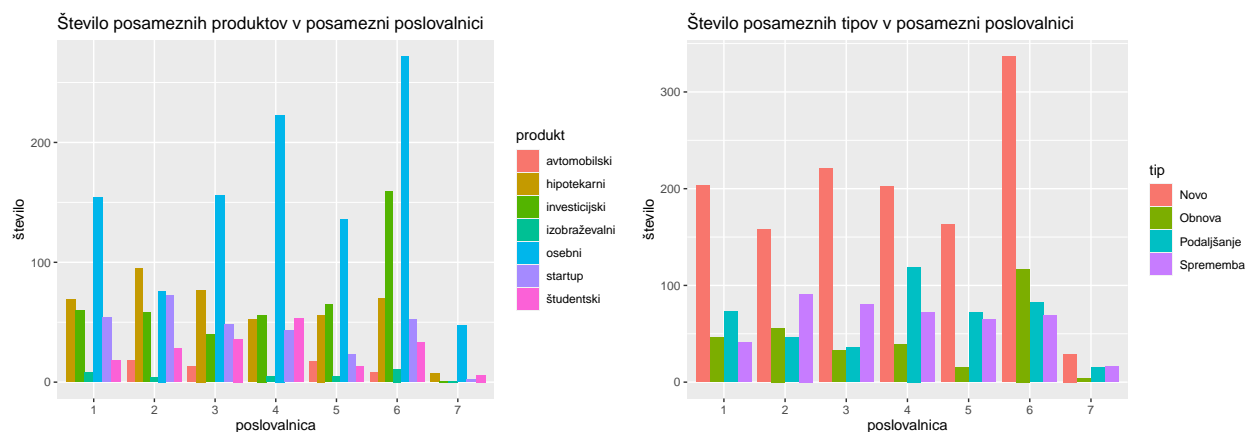 Število posameznih produktov v posamezni poslovalnici
število
200
100
0
1 2 3 4 5 6 7
poslovalnica
produkt
avtomobilski
hipotekarni
investicijski
izobraževalni
osebni
startup
študentski
Število posameznih tipov v posamezni poslovalnici
število
300
200
100
0
1 2 3 4 5 6 7
poslovalnica
tip
Novo
Obnova
Podaljšanje
Sprememba